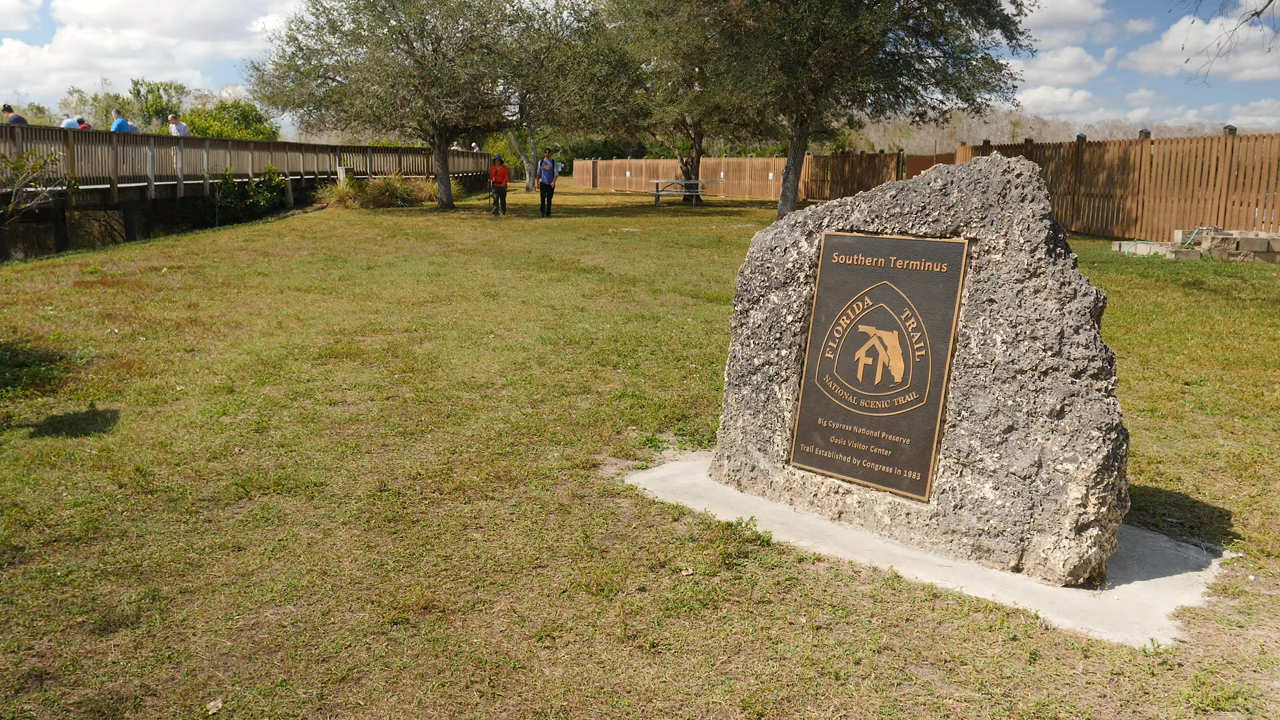 Southern Terminus
FLORIDA TRAIL
FT
NATIONAL SCENIC TRAIL
Big Cypress National Preserve
Oasis Visitor Center
Trail Established by Congress in 1983